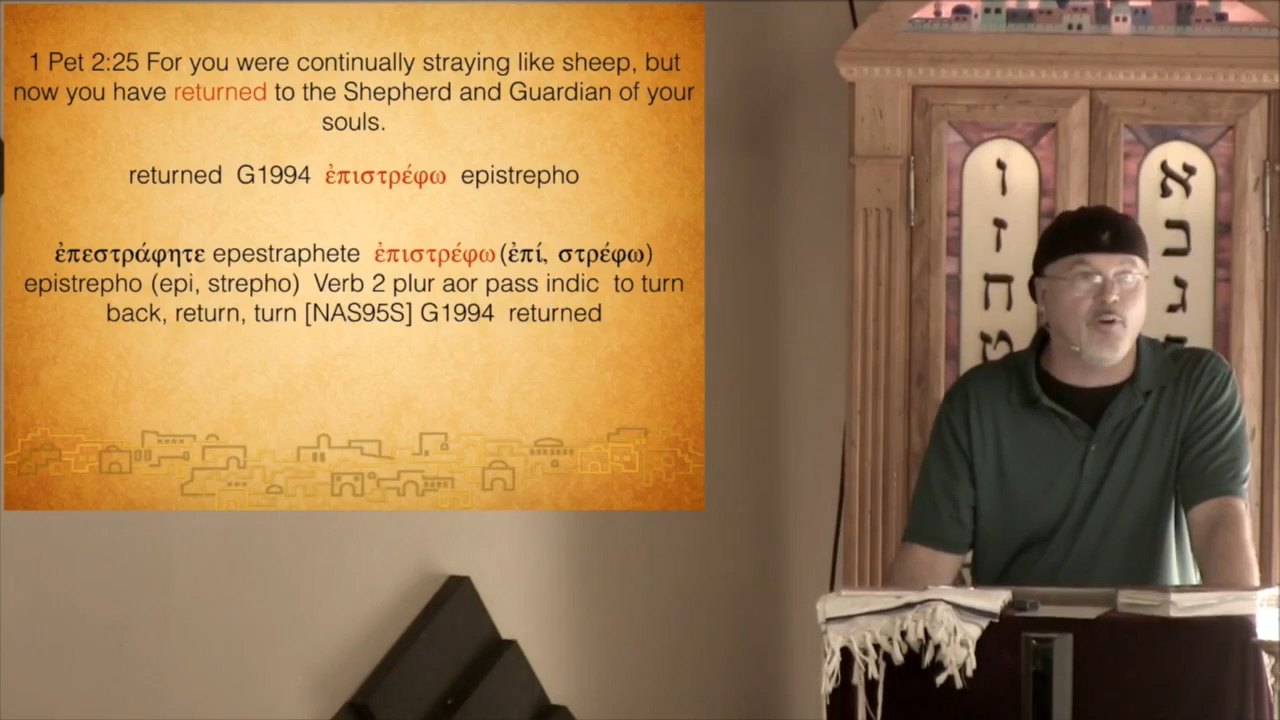 1 Pet 2:25 For you were continually straying like sheep, but
now you have returned to the Shepherd and Guardian of your
souls.
returned G1994 ἐπιστρέφω epistrepho
ἐπεστράφητε epestraphete ἐπιστρέφω (ἐπί, στρέφω)
epistrepho (epi, strepho) Verb 2 plur aor pass indic to turn
back, return, turn [NAS95S] G1994 returned
א
ב
ג
ו
ז
ח
ט